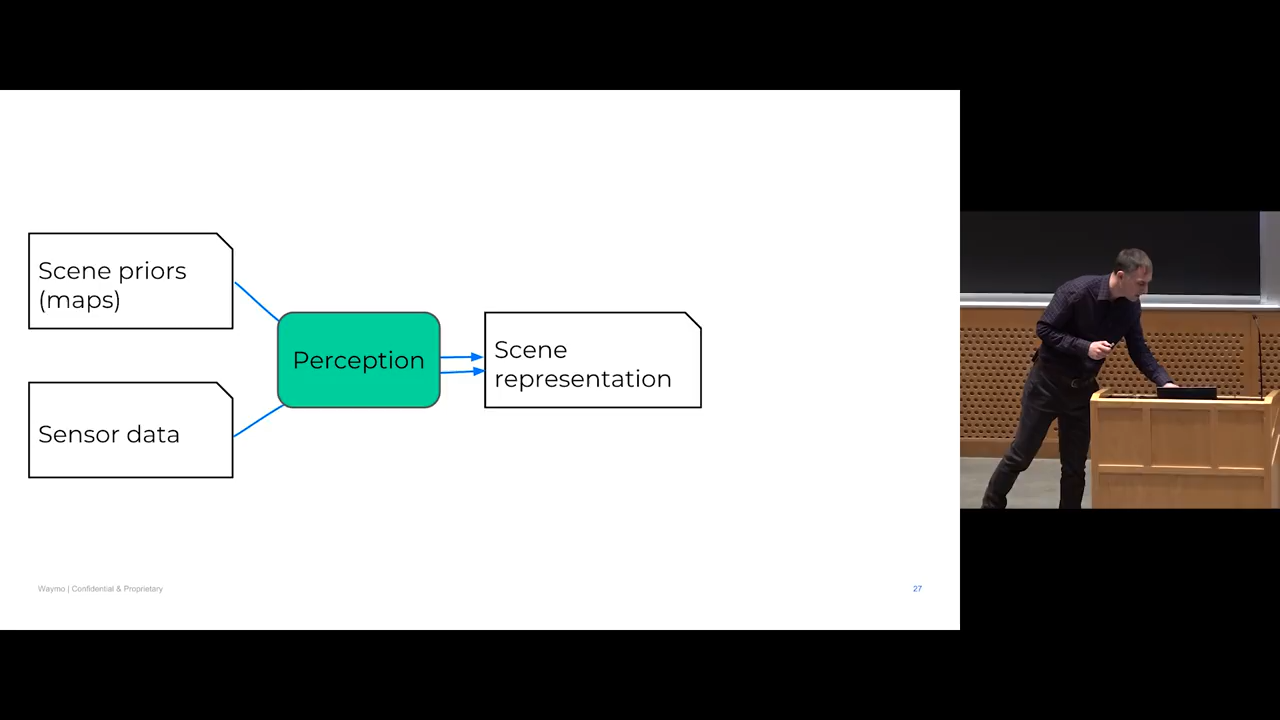 Scene priors
(maps)
Perception
Scene
representation
Sensor data
Waymo | Confidential & Proprietary
27